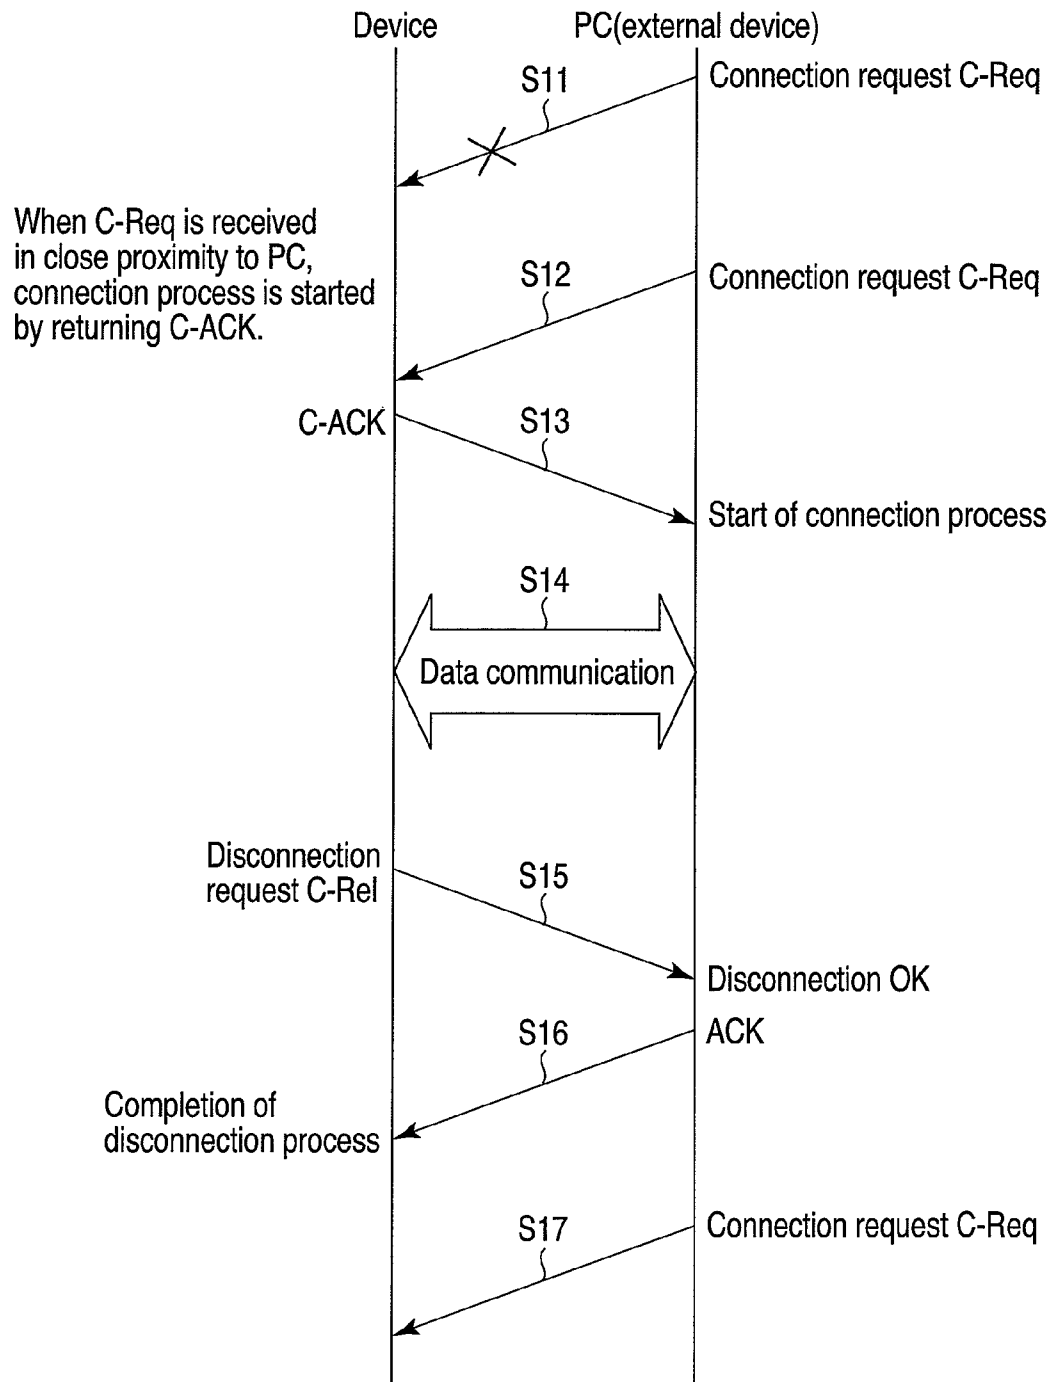 Device
PC(external device)
S11
Connection request C-Req
When C-Req is received
in close proximity to PC,
connection process is started
by returning C-ACK.
S12
Connection request C-Req
C-ACK
S13
Start of connection process
S14
Data communication
Disconnection
request C-Rel
S15
Disconnection OK
S16
ACK
Completion of
disconnection process
S17
Connection request C-Req